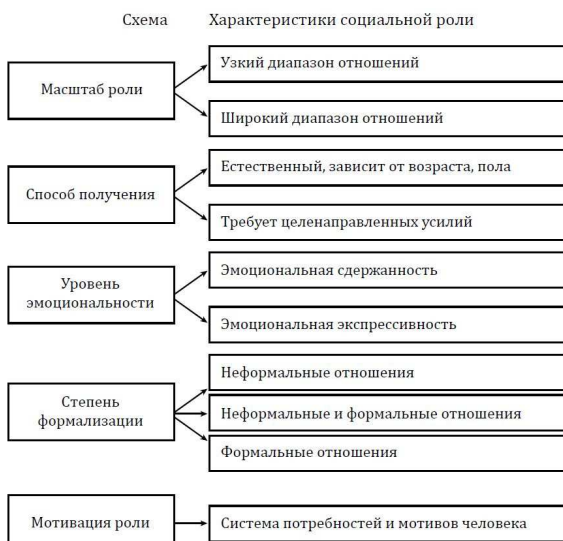 Схема Характеристики социальной роли
Масштаб роли
Узкий диапазон отношений
Широкий диапазон отношений
Способ получения
Естественный, зависит от возраста, пола
Требует целенаправленных усилий
Уровень
эмоциональности
Эмоциональная сдержанность
Эмоциональная экспрессивность
Степень
формализации
Неформальные отношения
Неформальные и формальные отношения
Формальные отношения
Мотивация роли
Система потребностей и мотивов человека